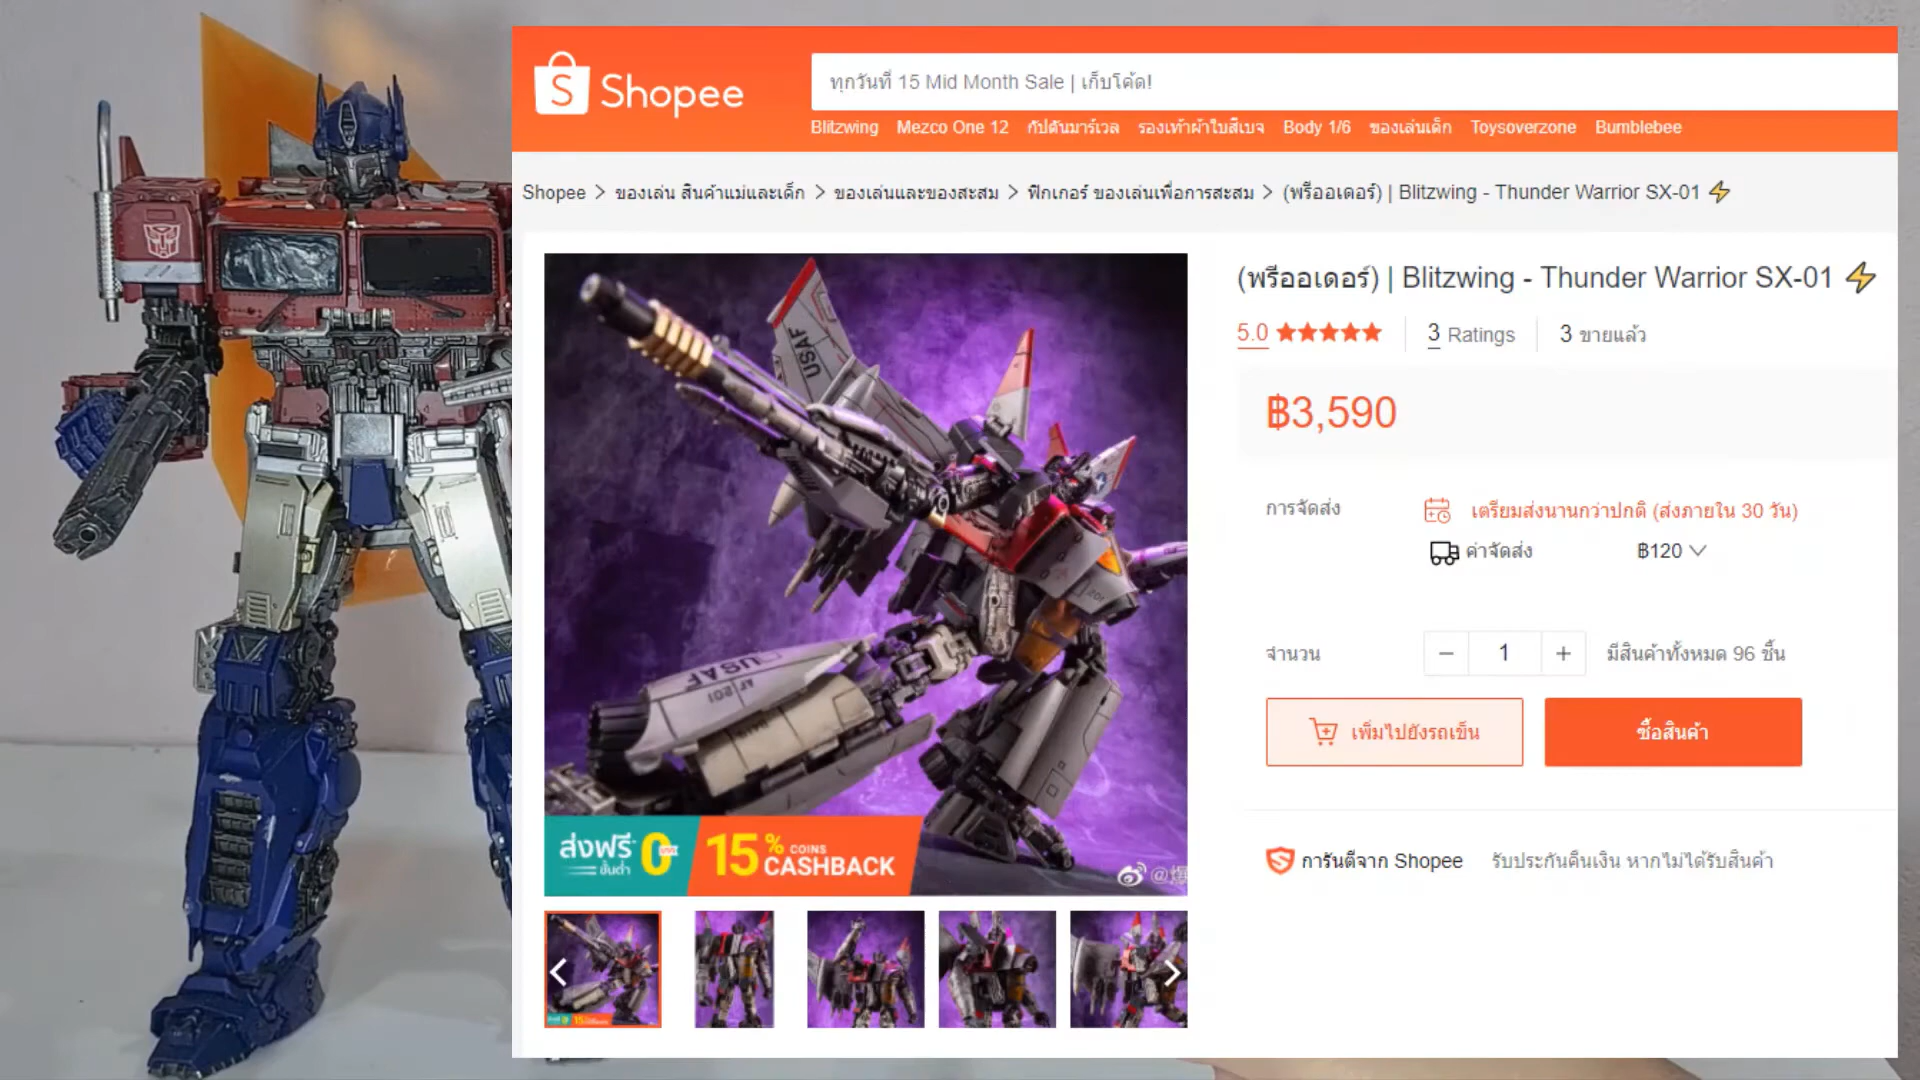 Shopee
ทุกวันที่ 15 Mid Month Sale | เก็บโค้ด!
Blitzwing Mezco One 12 กัปตันมาร์เวล รองเท้าผ้าใบสีเบจ Body 1/6 ของเล่นเด็ก Toysoverzone Bumblebee
Shopee > ของเล่น สินค้าแม่และเด็ก > ของเล่นและของสะสม > ฟิกเกอร์ ของเล่นเพื่อการสะสม > (พรีออเดอร์) | Blitzwing - Thunder Warrior SX-01 ⚡
USAF
USAF
AF 201
201
ส่งฟรี*
ขั้นต่ำ 0 บาท
15% COINS CASHBACK
(พรีออเดอร์) | Blitzwing - Thunder Warrior SX-01 ⚡
5.0 ★★★★★ 3 Ratings 3 ขายแล้ว
฿3,590
การจัดส่ง เตรียมส่งนานกว่าปกติ (ส่งภายใน 30 วัน)
ค่าจัดส่ง ฿120
จำนวน − 1 + มีสินค้าทั้งหมด 96 ชิ้น
เพิ่มไปยังรถเข็น ซื้อสินค้า
การันตีจาก Shopee รับประกันคืนเงิน หากไม่ได้รับสินค้า